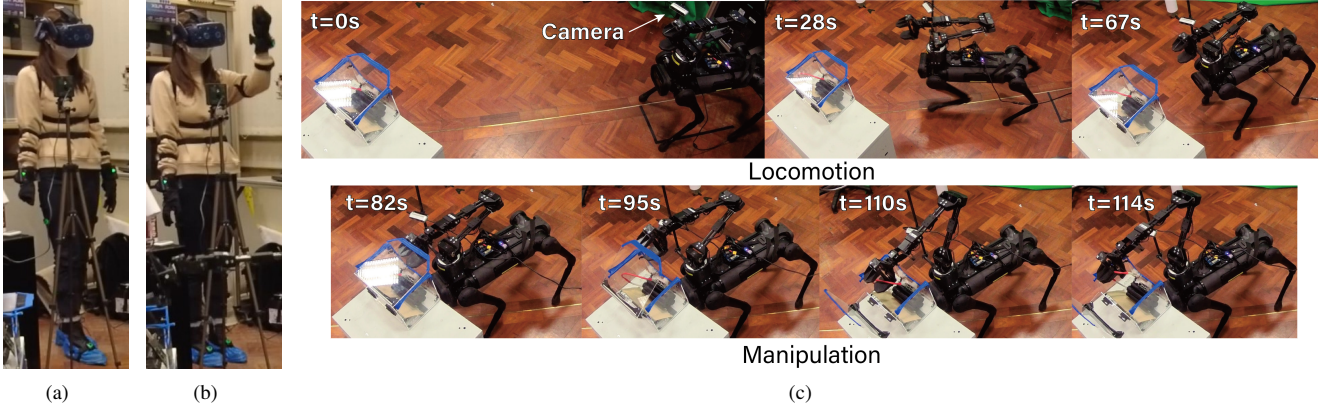 t=0s
Camera
t=28s
t=67s
Locomotion
t=82s
t=95s
t=110s
t=114s
Manipulation
(a)
(b)
(c)